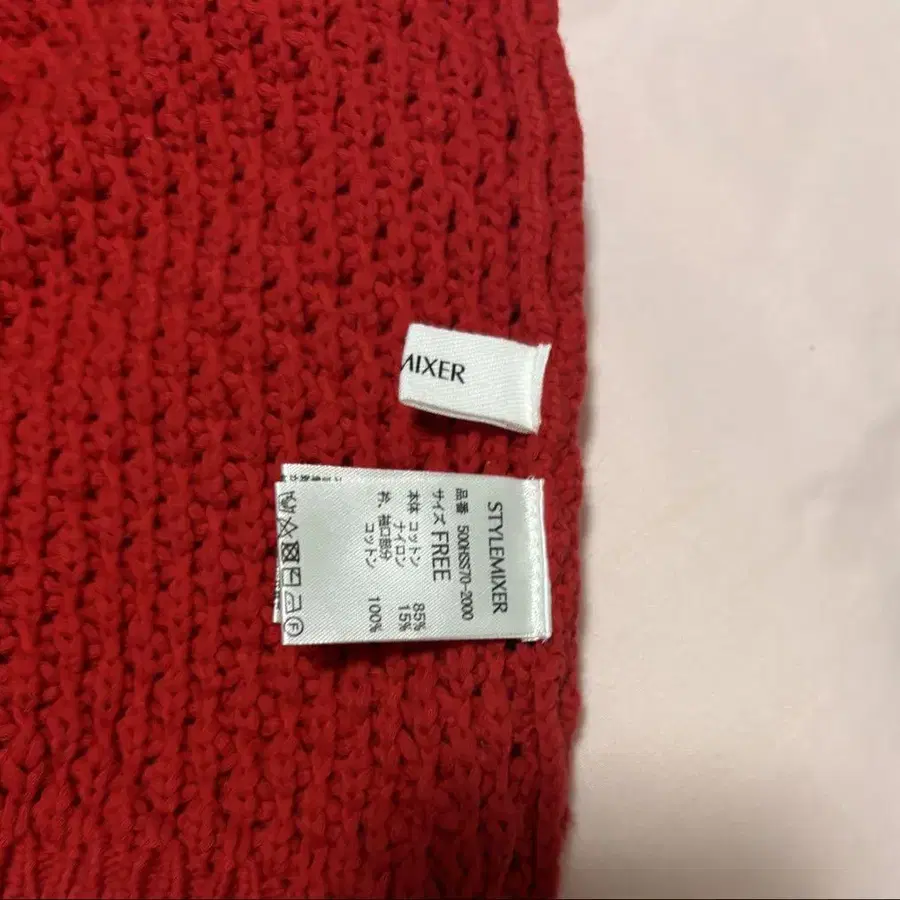 MIXER
STYLEMIXER
品番 500HSS70-2000
サイズ FREE
本体 コットン 85%
ナイロン 15%
衿、袖口部分
コットン 100%
F